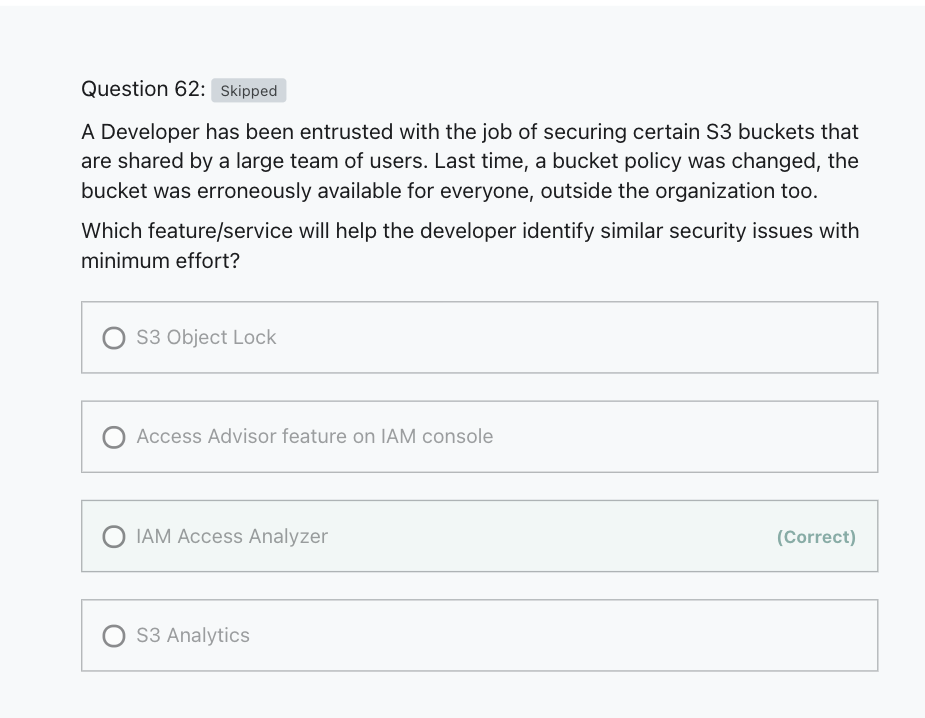 Question 62: Skipped
A Developer has been entrusted with the job of securing certain S3 buckets that
are shared by a large team of users. Last time, a bucket policy was changed, the
bucket was erroneously available for everyone, outside the organization too.
Which feature/service will help the developer identify similar security issues with
minimum effort?
S3 Object Lock
Access Advisor feature on IAM console
IAM Access Analyzer (Correct)
S3 Analytics